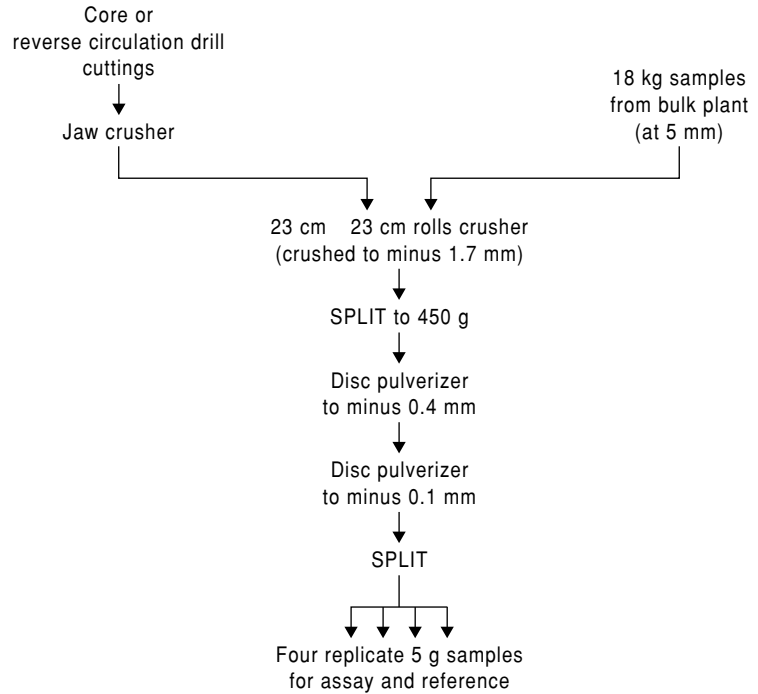 Core or
reverse circulation drill
cuttings
Jaw crusher
18 kg samples
from bulk plant
(at 5 mm)
23 cm 23 cm rolls crusher
(crushed to minus 1.7 mm)
SPLIT to 450 g
Disc pulverizer
to minus 0.4 mm
Disc pulverizer
to minus 0.1 mm
SPLIT
Four replicate 5 g samples
for assay and reference